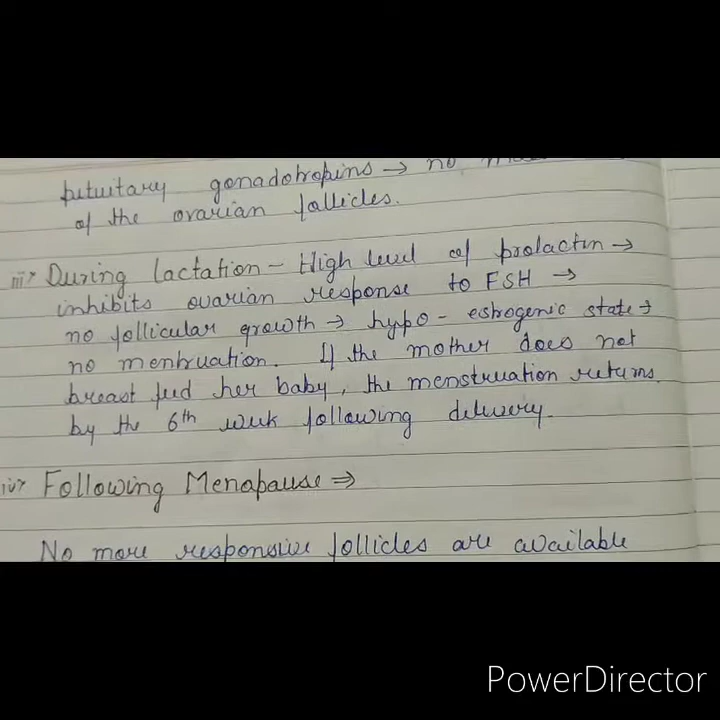 pituitary gonadotropins → no
of the ovarian follicles.
iii> During lactation – High level of prolactin →
inhibits ovarian response to FSH →
no follicular growth → hypo - estrogenic state →
no menstruation. If the mother does not
breast feed her baby, the menstruation returns
by the 6th week following delivery.
iv> Following Menopause ⇒
No more responsive follicles are available
PowerDirector